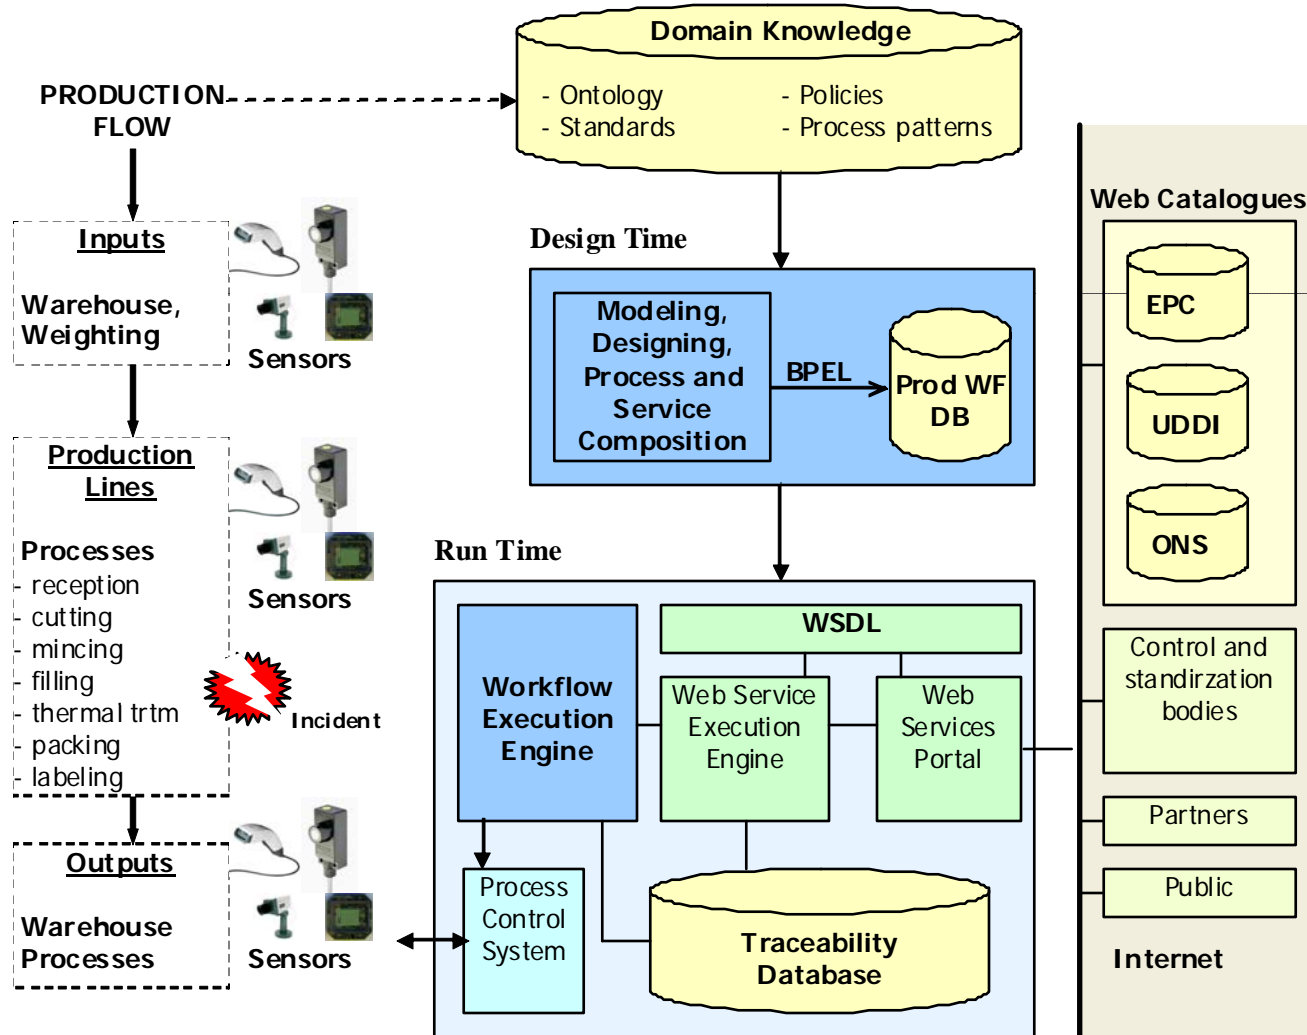 Domain Knowledge
- Ontology
- Standards
- Policies
- Process patterns
PRODUCTION
FLOW
Inputs
Warehouse,
Weighting
Sensors
Production
Lines
Processes
- reception
- cutting
- mincing
- filling
- thermal trtm
- packing
- labeling
Sensors
Incident
Outputs
Warehouse
Processes
Sensors
Design Time
Modeling,
Designing,
Process and
Service
Composition
BPEL
Prod WF
DB
Run Time
Workflow
Execution
Engine
WSDL
Web Service
Execution
Engine
Web
Services
Portal
Process
Control
System
Traceability
Database
Web Catalogues
EPC
UDDI
ONS
Control and
standirzation
bodies
Partners
Public
Internet